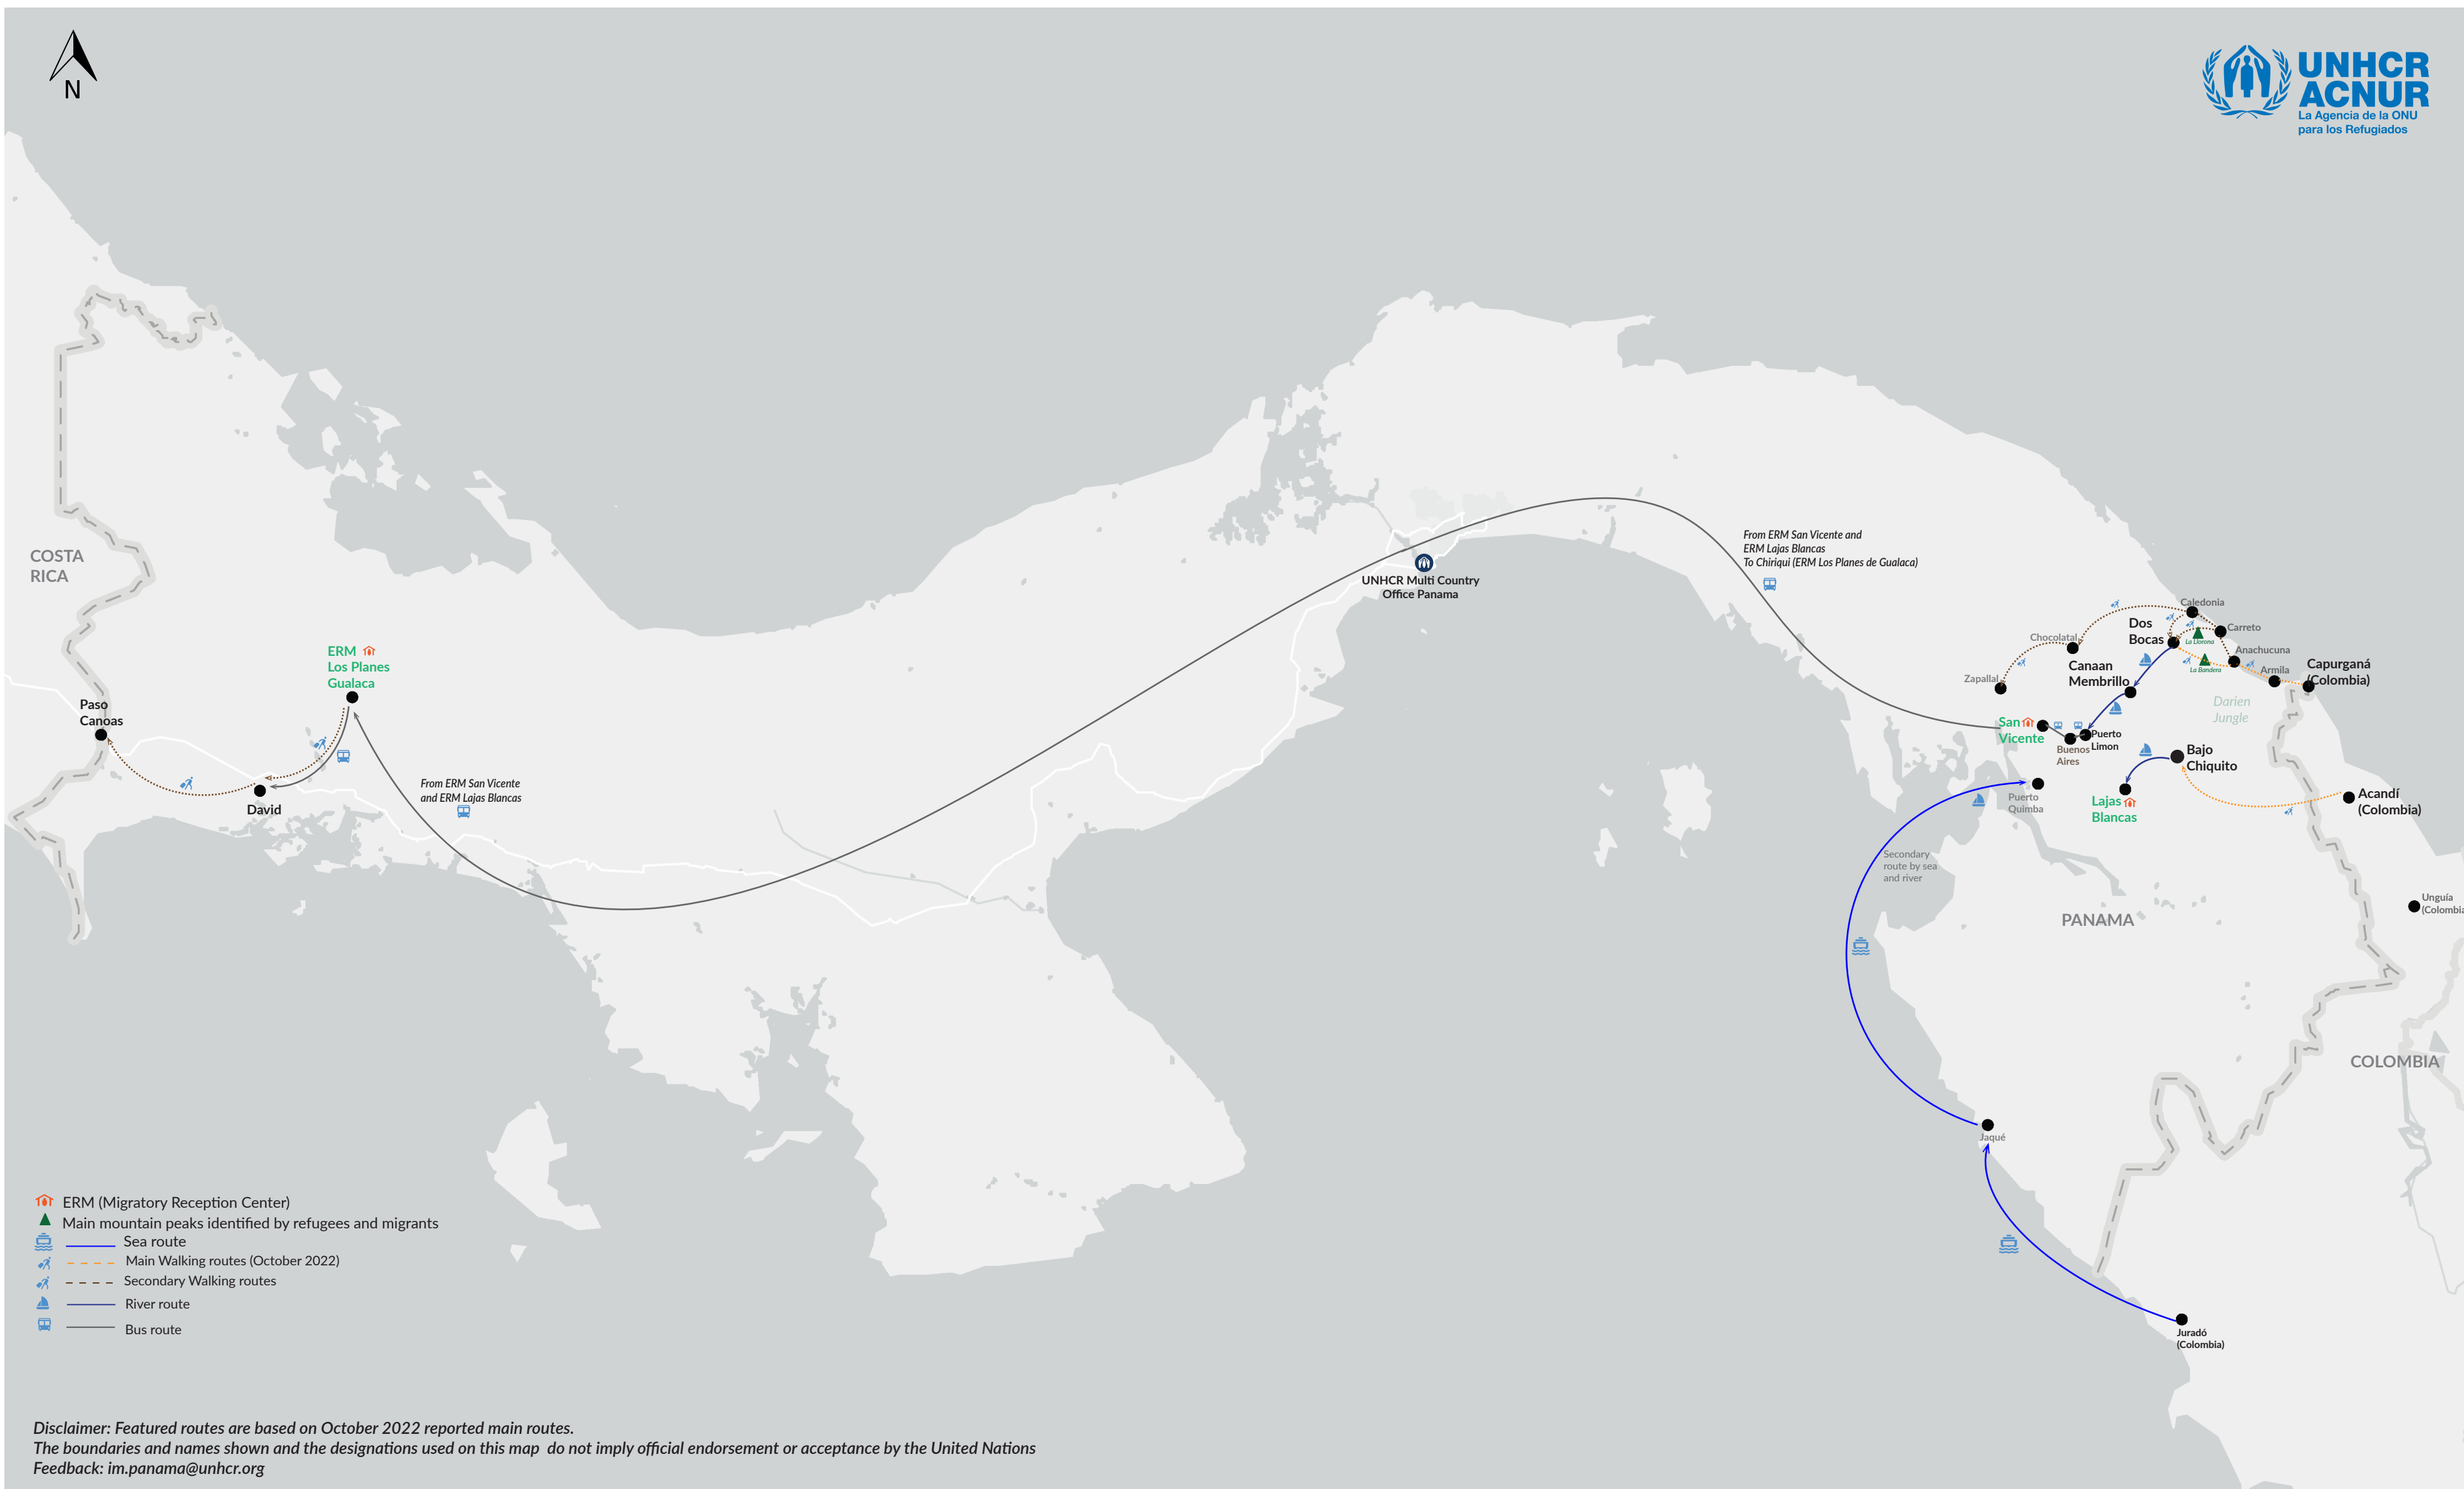 N
UNHCR
ACNUR
La Agencia de la ONU
para los Refugiados
COSTA
RICA
From ERM San Vicente and
ERM Lajas Blancas
To Chiriqui (ERM Los Planes de Gualaca)
UNHCR Multi Country
Office Panama
Caledonia
Dos
Bocas
La Llorona
Carreto
Chocolatal
Anachucuna
La Bandera
Canaan
Membrillo
Armila
Capurganá
(Colombia)
Zapallal
Darien
Jungle
ERM
Los Planes
Gualaca
Paso
Canoas
San
Vicente
Puerto
Limon
Buenos
Aires
Bajo
Chiquito
From ERM San Vicente
and ERM Lajas Blancas
David
Puerto
Quimba
Lajas
Blancas
Acandí
(Colombia)
Secondary
route by sea
and river
Unguía
(Colombia
PANAMA
COLOMBIA
Jaqué
Juradó
(Colombia)
ERM (Migratory Reception Center)
Main mountain peaks identified by refugees and migrants
Sea route
Main Walking routes (October 2022)
Secondary Walking routes
River route
Bus route
Disclaimer: Featured routes are based on October 2022 reported main routes.
The boundaries and names shown and the designations used on this map do not imply official endorsement or acceptance by the United Nations
Feedback: im.panama@unhcr.org